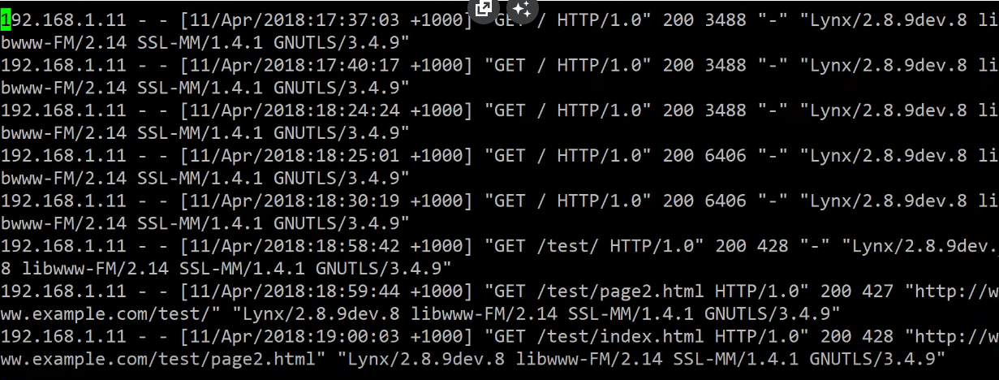 192.168.1.11 - - [11/Apr/2018:17:37:03 +1000] "GET / HTTP/1.0" 200 3488 "-" "Lynx/2.8.9dev.8 li
bwww-FM/2.14 SSL-MM/1.4.1 GNUTLS/3.4.9"
192.168.1.11 - - [11/Apr/2018:17:40:17 +1000] "GET / HTTP/1.0" 200 3488 "-" "Lynx/2.8.9dev.8 li
bwww-FM/2.14 SSL-MM/1.4.1 GNUTLS/3.4.9"
192.168.1.11 - - [11/Apr/2018:18:24:24 +1000] "GET / HTTP/1.0" 200 3488 "-" "Lynx/2.8.9dev.8 li
bwww-FM/2.14 SSL-MM/1.4.1 GNUTLS/3.4.9"
192.168.1.11 - - [11/Apr/2018:18:25:01 +1000] "GET / HTTP/1.0" 200 6406 "-" "Lynx/2.8.9dev.8 li
bwww-FM/2.14 SSL-MM/1.4.1 GNUTLS/3.4.9"
192.168.1.11 - - [11/Apr/2018:18:30:19 +1000] "GET / HTTP/1.0" 200 6406 "-" "Lynx/2.8.9dev.8 li
bwww-FM/2.14 SSL-MM/1.4.1 GNUTLS/3.4.9"
192.168.1.11 - - [11/Apr/2018:18:58:42 +1000] "GET /test/ HTTP/1.0" 200 428 "-" "Lynx/2.8.9dev.
8 libwww-FM/2.14 SSL-MM/1.4.1 GNUTLS/3.4.9"
192.168.1.11 - - [11/Apr/2018:18:59:44 +1000] "GET /test/page2.html HTTP/1.0" 200 427 "http://w
ww.example.com/test/" "Lynx/2.8.9dev.8 libwww-FM/2.14 SSL-MM/1.4.1 GNUTLS/3.4.9"
192.168.1.11 - - [11/Apr/2018:19:00:03 +1000] "GET /test/index.html HTTP/1.0" 200 428 "http://w
ww.example.com/test/page2.html" "Lynx/2.8.9dev.8 libwww-FM/2.14 SSL-MM/1.4.1 GNUTLS/3.4.9"